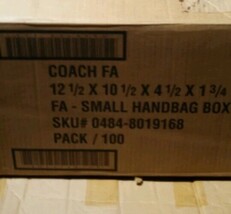 COACH FA
12 1/2 X 10 1/2 X 4 1/2 X 1 3/4
FA - SMALL HANDBAG BOX
SKU# 0484-8019168
PACK / 100